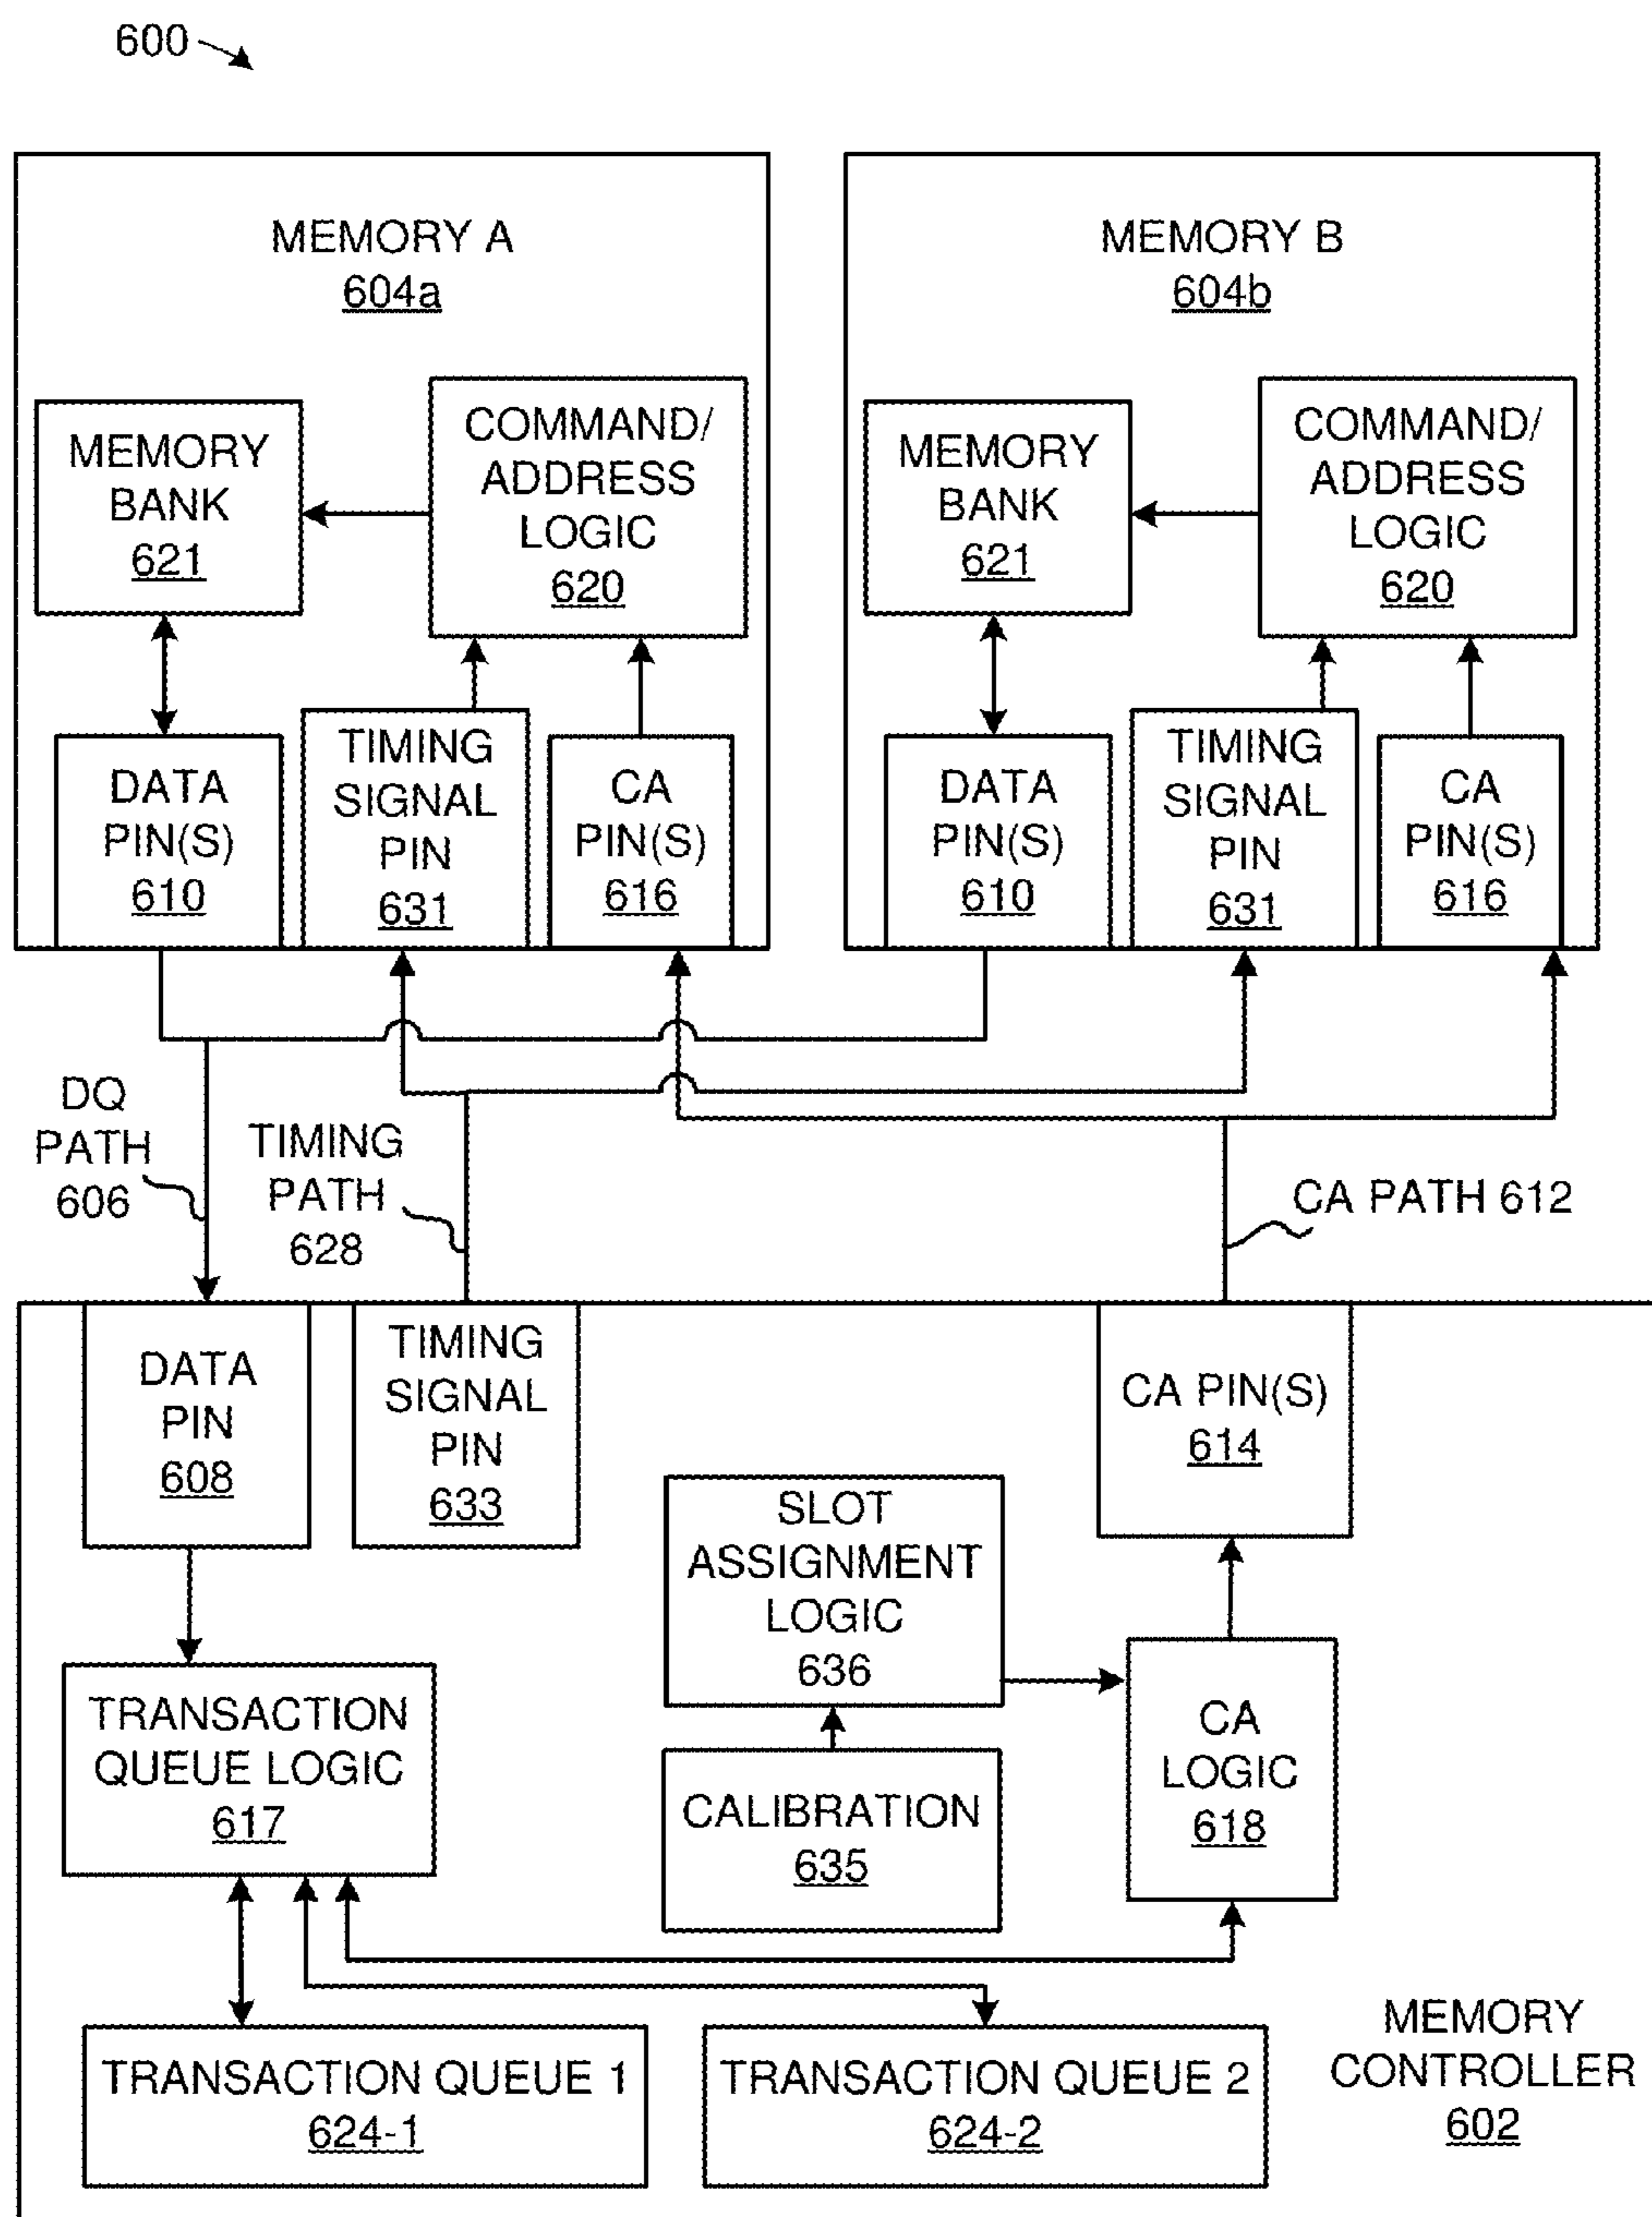 600
MEMORY A
604a
MEMORY
BANK
621
COMMAND/
ADDRESS
LOGIC
620
DATA
PIN(S)
610
TIMING
SIGNAL
PIN
631
CA
PIN(S)
616
MEMORY B
604b
MEMORY
BANK
621
COMMAND/
ADDRESS
LOGIC
620
DATA
PIN(S)
610
TIMING
SIGNAL
PIN
631
CA
PIN(S)
616
DQ
PATH
606
TIMING
PATH
628
CA PATH 612
DATA
PIN
608
TIMING
SIGNAL
PIN
633
CA PIN(S)
614
SLOT
ASSIGNMENT
LOGIC
636
TRANSACTION
QUEUE LOGIC
617
CALIBRATION
635
CA
LOGIC
618
TRANSACTION QUEUE 1
624-1
TRANSACTION QUEUE 2
624-2
MEMORY
CONTROLLER
602